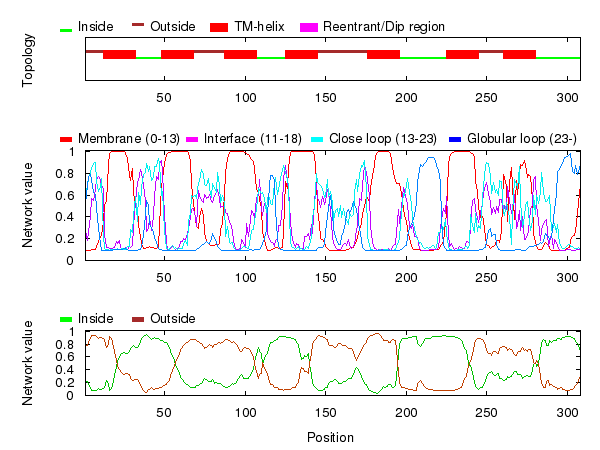 Inside Outside TM-helix Reentrant/Dip region
Topology
50 100 150 200 250 300
Membrane (0-13) Interface (11-18) Close loop (13-23) Globular loop (23-)
Network value
1
0.8
0.6
0.4
0.2
0
50 100 150 200 250 300
Inside Outside
Network value
1
0.8
0.6
0.4
0.2
0
50 100 150 200 250 300
Position